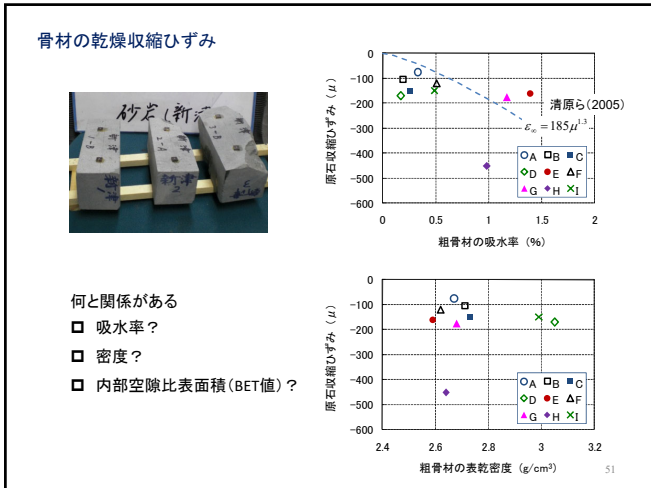 骨材の乾燥収縮ひずみ
砂岩(新津
新津
2
何と関係がある
吸水率？
密度？
内部空隙比表面積(BET値)？
0
-100
-200
-300
-400
-500
-600
原石収縮ひずみ（μ）
清原ら(2005)
ε∞ = 185μ^1.3
A B C
D E F
G H I
0 0.5 1 1.5 2
粗骨材の吸水率（%）
0
-100
-200
-300
-400
-500
-600
原石収縮ひずみ（μ）
A B C
D E F
G H I
2.4 2.6 2.8 3 3.2
粗骨材の表乾密度（g/cm³）
51